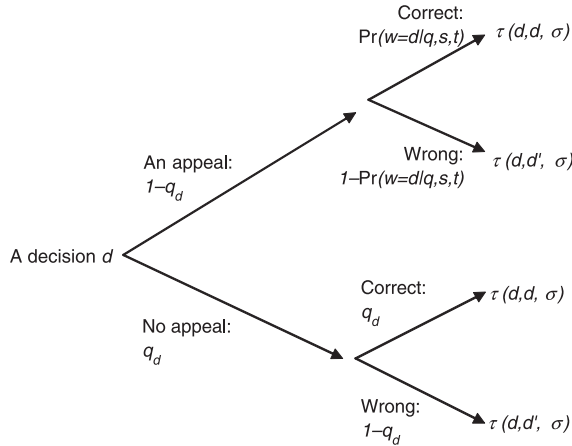 Correct:
Pr(w=d|q,s,t)
τ(d,d, σ)
An appeal:
1–q_d
Wrong:
1–Pr(w=d|q,s,t)
τ(d,d', σ)
A decision d
No appeal:
q_d
Correct:
q_d
τ(d,d, σ)
Wrong:
1–q_d
τ(d,d', σ)